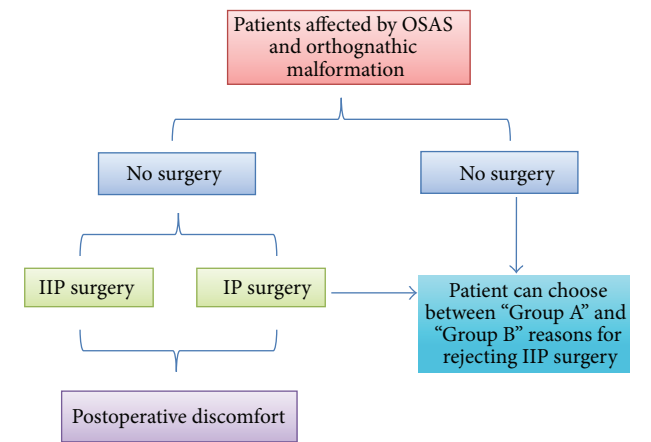 Patients affected by OSAS
and orthognathic
malformation
No surgery
No surgery
IIP surgery
IP surgery
Patient can choose
between “Group A” and
“Group B” reasons for
rejecting IIP surgery
Postoperative discomfort